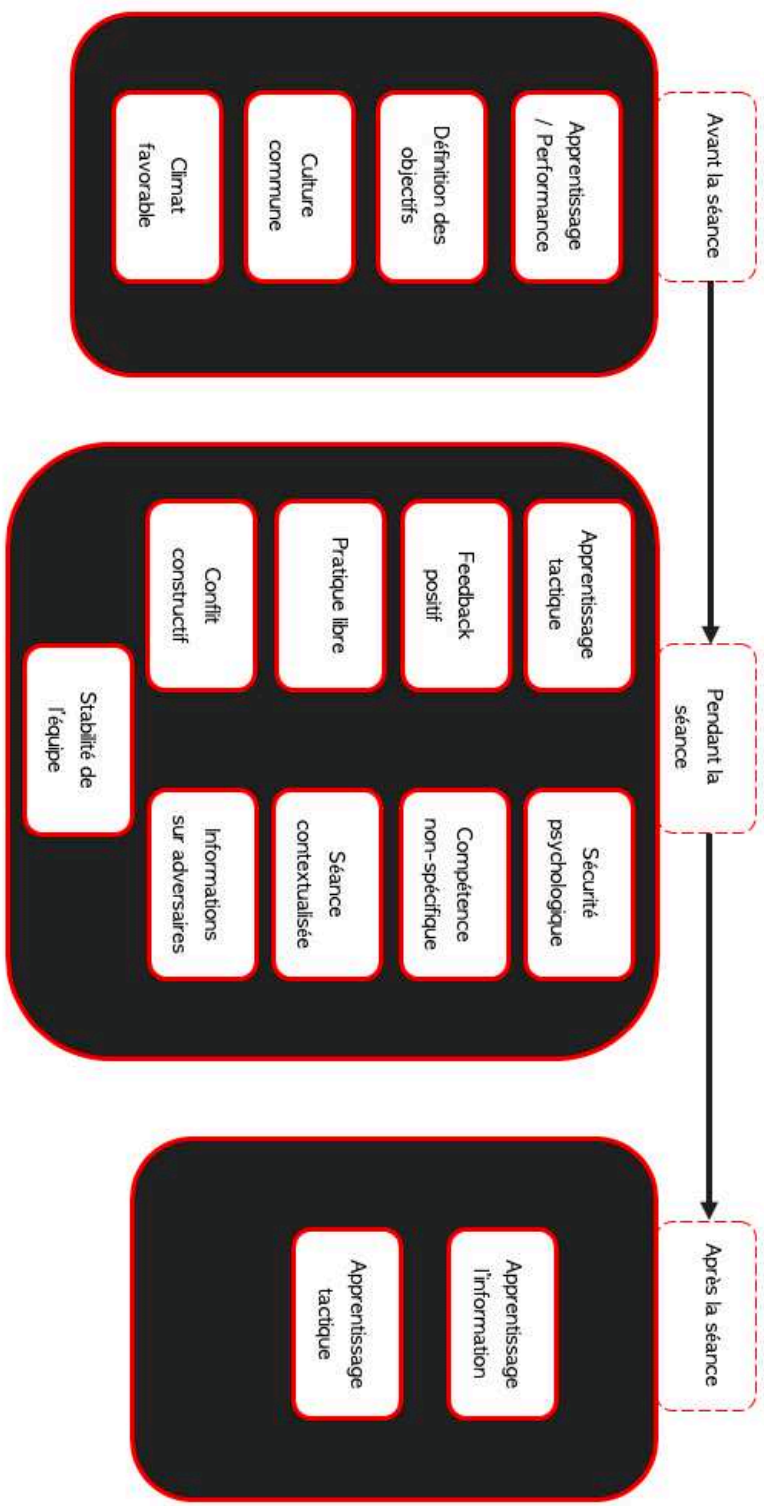 Avant la séance
Apprentissage
/ Performance
Définition des
objectifs
Culture
commune
Climat
favorable
Pendant la
séance
Apprentissage
tactique
Feedback
positif
Pratique libre
Conflit
constructif
Sécurité
psychologique
Compétence
non-spécifique
Séance
contextualisée
Informations
sur adversaires
Stabilité de
l'équipe
Après la séance
Apprentissage
l'information
Apprentissage
tactique